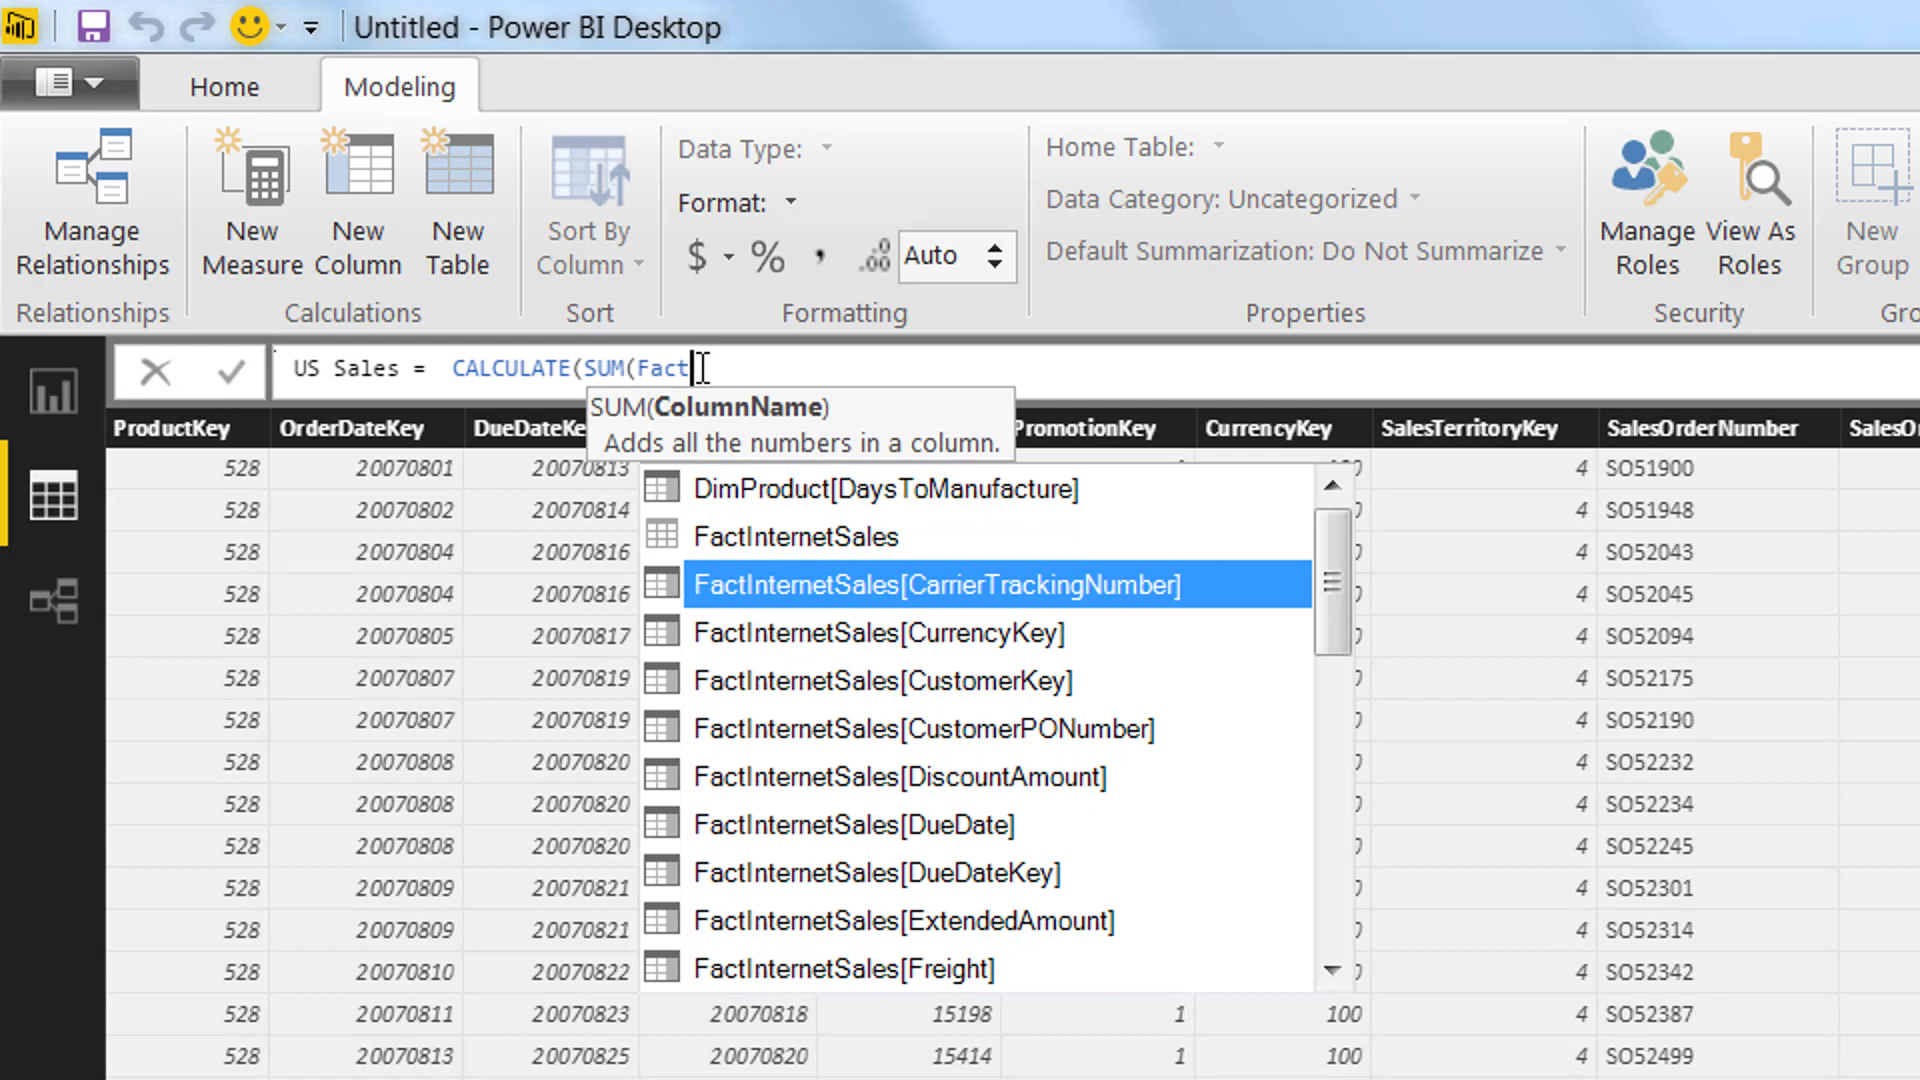 Untitled - Power BI Desktop
Home Modeling
Manage Relationships
New Measure
New Column
New Table
Sort By Column
Data Type:
Format:
$ % , .00 Auto
Home Table:
Data Category: Uncategorized
Default Summarization: Do Not Summarize
Manage Roles
View As Roles
New Group
Relationships Calculations Sort Formatting Properties Security Gro
US Sales = CALCULATE(SUM(Fact
SUM(ColumnName)
Adds all the numbers in a column.
ProductKey OrderDateKey DueDateKe PromotionKey CurrencyKey SalesTerritoryKey SalesOrderNumber SalesO
528 20070801 20070813 4 SO51900
DimProduct[DaysToManufacture]
528 20070802 20070814 4 SO51948
FactInternetSales
528 20070804 20070816 4 SO52043
FactInternetSales[CarrierTrackingNumber]
528 20070804 20070816 4 SO52045
FactInternetSales[CurrencyKey]
528 20070805 20070817 4 SO52094
FactInternetSales[CustomerKey]
528 20070807 20070819 4 SO52175
FactInternetSales[CustomerPONumber]
528 20070807 20070819 4 SO52190
528 20070808 20070820 4 SO52232
FactInternetSales[DiscountAmount]
528 20070808 20070820 4 SO52234
FactInternetSales[DueDate]
528 20070808 20070820 4 SO52245
FactInternetSales[DueDateKey]
528 20070809 20070821 4 SO52301
FactInternetSales[ExtendedAmount]
528 20070809 20070821 4 SO52314
FactInternetSales[Freight]
528 20070810 20070822 4 SO52342
528 20070811 20070823 20070818 15198 1 100 4 SO52387
528 20070813 20070825 20070820 15414 1 100 4 SO52499